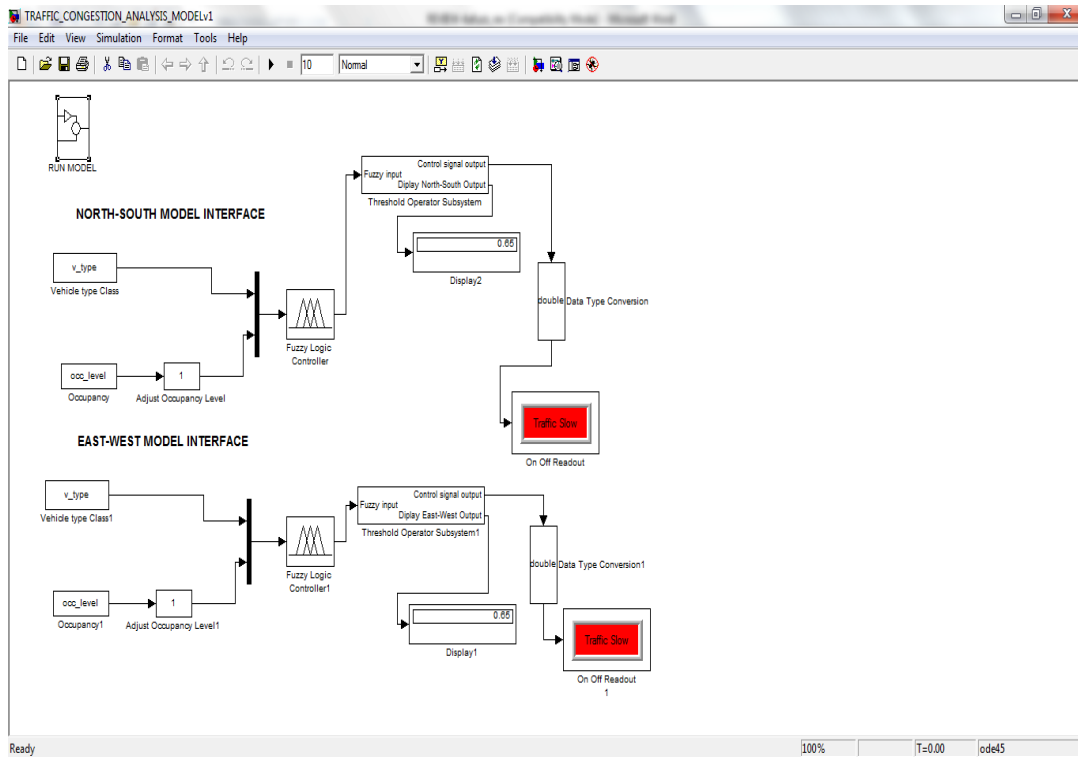 TRAFFIC_CONGESTION_ANALYSIS_MODELv1
File Edit View Simulation Format Tools Help
10 Normal
RUN MODEL
NORTH-SOUTH MODEL INTERFACE
v_type
Vehicle type Class
occ_level
Occupancy
1
Adjust Occupancy Level
Fuzzy Logic
Controller
Control signal output
Fuzzy input
Diplay North-South Output
Threshold Operator Subsystem
0.65
Display2
double
Data Type Conversion
Traffic Slow
On Off Readout
EAST-WEST MODEL INTERFACE
v_type
Vehicle type Class1
occ_level
Occupancy1
1
Adjust Occupancy Level1
Fuzzy Logic
Controller1
Control signal output
Fuzzy input
Diplay East-West Output
Threshold Operator Subsystem1
0.65
Display1
double
Data Type Conversion1
Traffic Slow
On Off Readout
1
Ready
100%
T=0.00
ode45